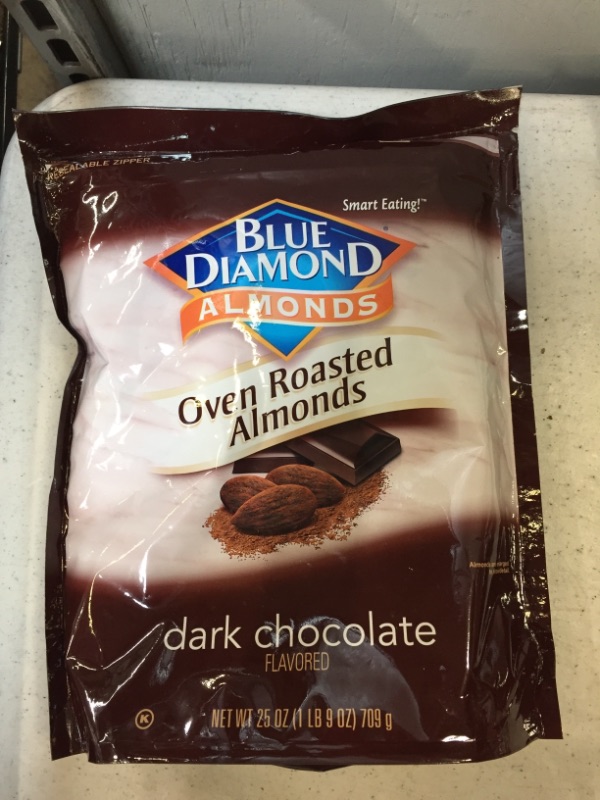 RESEALABLE ZIPPER
Smart Eating!™
BLUE
DIAMOND
ALMONDS
Oven Roasted
Almonds
dark chocolate
FLAVORED
K
NET WT 25 OZ (1 LB 9 OZ) 709 g